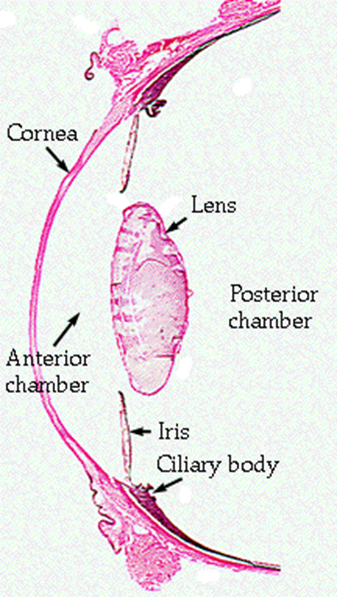 Cornea
Lens
Posterior
chamber
Anterior
chamber
Iris
Ciliary body